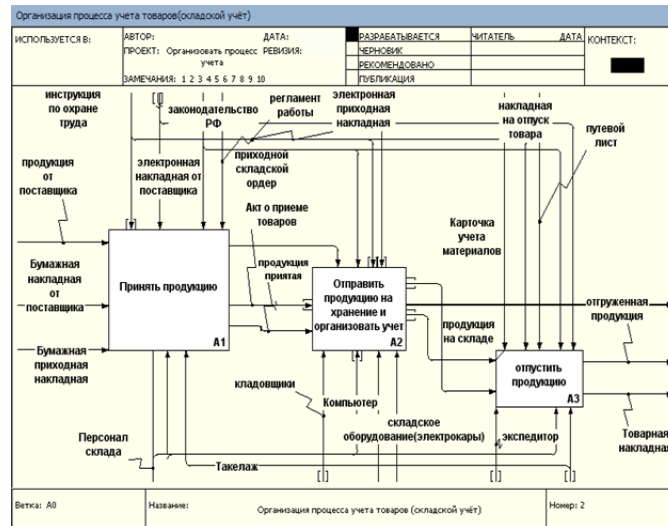 Организация процесса учета товаров(складской учёт)
ИСПОЛЬЗУЕТСЯ В:
АВТОР:
ДАТА:
ПРОЕКТ: Организовать процесс
учета
РЕВИЗИЯ:
ЗАМЕЧАНИЯ: 1 2 3 4 5 6 7 8 9 10
РАЗРАБАТЫВАЕТСЯ
ЧЕРНОВИК
РЕКОМЕНДОВАНО
ПУБЛИКАЦИЯ
ЧИТАТЕЛЬ
ДАТА
КОНТЕКСТ:
инструкция
по охране
труда
законодательство
РФ
регламент
работы
электронная
приходная
накладная
накладная
на отпуск
товара
путевой
лист
продукция
от
поставщика
электронная
накладная от
поставщика
приходной
складской
ордер
Акт о приеме
товаров
Карточка
учета
материалов
Бумажная
накладная
от
поставщика
Принять продукцию
A1
продукция
приятая
Отправить
продукцию на
хранение и
организовать учет
A2
отгруженная
продукция
Бумажная
приходная
накладная
продукция
на складе
отпустить
продукцию
A3
кладовщики
Компьютер
складское
оборудование(электрокары)
экспедитор
Товарная
накладная
Персонал
склада
Такелаж
Ветка: A0
Название:
Организация процесса учета товаров (складской учёт)
Номер: 2